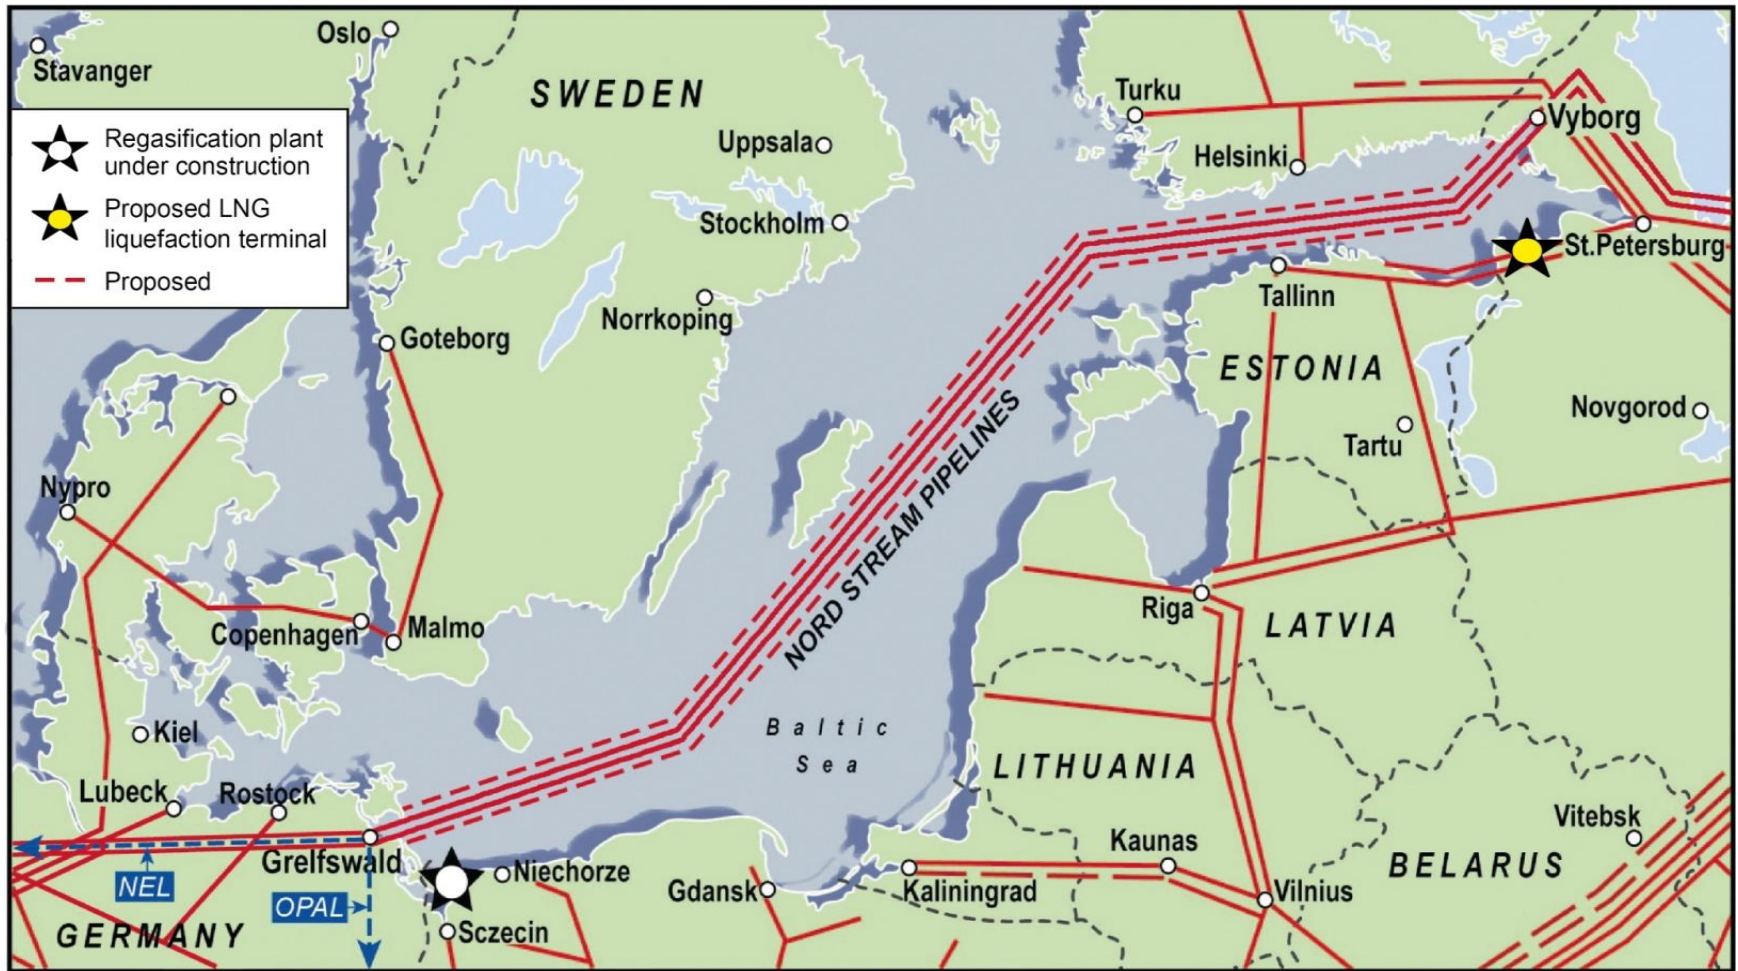 Oslo
Stavanger
SWEDEN
Turku
Vyborg
Regasification plant
under construction
Uppsala
Helsinki
Proposed LNG
liquefaction terminal
Stockholm
St.Petersburg
Proposed
Tallinn
Norrkoping
Goteborg
ESTONIA
Novgorod
Tartu
NORD STREAM PIPELINES
Nypro
Riga
LATVIA
Copenhagen
Malmo
Baltic
Sea
Kiel
LITHUANIA
Lubeck
Rostock
Vitebsk
Kaunas
Grelfswald
BELARUS
Niechorze
NEL
Gdansk
Kaliningrad
Vilnius
OPAL
GERMANY
Sczecin